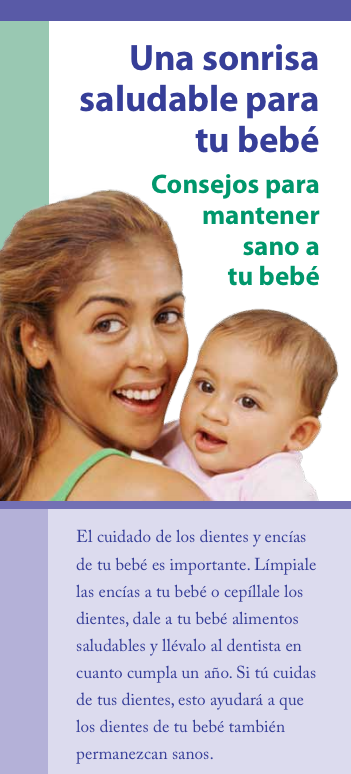 Una sonrisa
saludable para
tu bebé
Consejos para
mantener
sano a
tu bebé
El cuidado de los dientes y encías
de tu bebé es importante. Límpiale
las encías a tu bebé o cepíllale los
dientes, dale a tu bebé alimentos
saludables y llévalo al dentista en
cuanto cumpla un año. Si tú cuidas
de tus dientes, esto ayudará a que
los dientes de tu bebé también
permanezcan sanos.